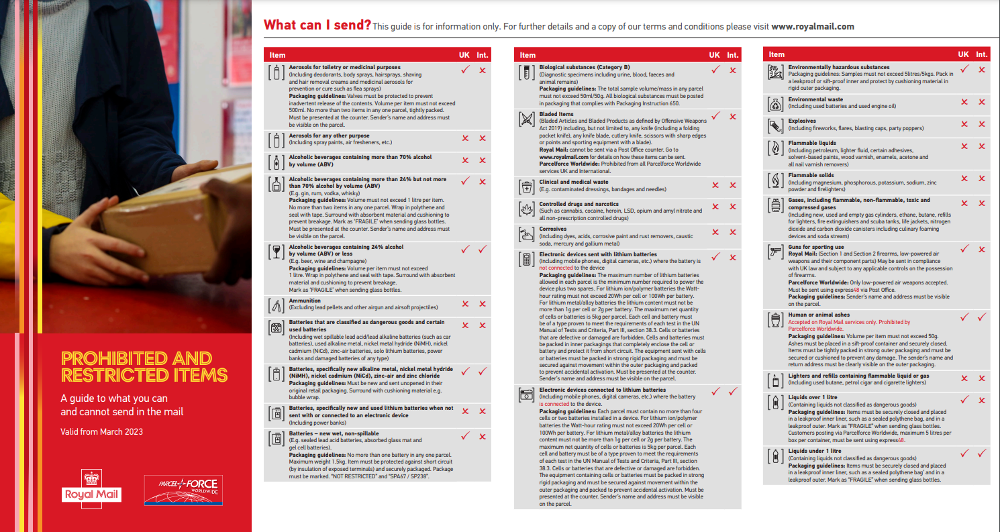 PROHIBITED AND
RESTRICTED ITEMS
A guide to what you can
and cannot send in the mail
Valid from March 2023
Royal Mail
PARCEL FORCE
WORLDWIDE
What can I send? This guide is for information only. For further details and a copy of our terms and conditions please visit www.royalmail.com
Item UK Int.
Aerosols for toiletry or medicinal purposes
(Including deodorants, body sprays, hairsprays, shaving
and hair removal creams and medicinal aerosols for
prevention or cure such as flea sprays)
Packaging guidelines: Valves must be protected to prevent
inadvertent release of the contents. Volume per item must not exceed
500ml. No more than two items in any one parcel, tightly packed.
Must be presented at the counter. Sender's name and address must
be visible on the parcel.
Aerosols for any other purpose
(Including spray paints, air fresheners, etc.)
Alcoholic beverages containing more than 70% alcohol
by volume (ABV)
Alcoholic beverages containing more than 24% but not more
than 70% alcohol by volume (ABV)
(E.g. gin, rum, vodka, whisky)
Packaging guidelines: Volume must not exceed 1 litre per item.
No more than two items in any one parcel. Wrap in polythene and
seal with tape. Surround with absorbent material and cushioning to
prevent breakage. Mark as 'FRAGILE' when sending glass bottles.
Must be presented at the counter. Sender's name and address must
be visible on the parcel.
Alcoholic beverages containing 24% alcohol
by volume (ABV) or less
(E.g. beer, wine and champagne)
Packaging guidelines: Volume per item must not exceed
1 litre. Wrap in polythene and seal with tape. Surround with absorbent
material and cushioning to prevent breakage.
Mark as 'FRAGILE' when sending glass bottles.
Ammunition
(Excluding lead pellets and other airgun and airsoft projectiles)
Batteries that are classified as dangerous goods and certain
used batteries
(Including wet spillable lead acid/lead alkaline batteries (such as car
batteries), used alkaline metal, nickel metal hydride (NiMH), nickel
cadmium (NiCd), zinc-air batteries, solo lithium batteries, power
banks and damaged batteries of any type)
Batteries, specifically new alkaline metal, nickel metal hydride
(NiMH), nickel cadmium (NiCd), zinc-air and zinc chloride
Packaging guidelines: Must be new and sent unopened in their
original retail packaging. Surround with cushioning material e.g.
bubble wrap.
Batteries, specifically new and used lithium batteries when not
sent with or connected to an electronic device
(Including power banks)
Batteries – new wet, non-spillable
(E.g. sealed lead acid batteries, absorbed glass mat and
gel cell batteries).
Packaging guidelines: No more than one battery in any one parcel.
Maximum weight 1.5kg. Item must be protected against short circuit
(by insulation of exposed terminals) and securely packaged. Package
must be marked. "NOT RESTRICTED" and "SPA67 / SP238".
Item UK Int.
Biological substances (Category B)
(Diagnostic specimens including urine, blood, faeces and
animal remains)
Packaging guidelines: The total sample volume/mass in any parcel
must not exceed 50ml/50g. All biological substances must be posted
in packaging that complies with Packaging Instruction 650.
Bladed Items
(Bladed Articles and Bladed Products as defined by Offensive Weapons
Act 2019) including, but not limited to, any knife (including a folding
pocket knife), any knife blade, cutlery knife, scissors with sharp edges
or points and sporting equipment with a blade).
Royal Mail: cannot be sent via a Post Office counter. Go to
www.royalmail.com for details on how these items can be sent.
Parcelforce Worldwide: Prohibited from all Parcelforce Worldwide
services UK and International.
Clinical and medical waste
(E.g. contaminated dressings, bandages and needles)
Controlled drugs and narcotics
(Such as cannabis, cocaine, heroin, LSD, opium and amyl nitrate and
all non-prescription controlled drugs)
Corrosives
(Including dyes, acids, corrosive paint and rust removers, caustic
soda, mercury and gallium metal)
Electronic devices sent with lithium batteries
(Including mobile phones, digital cameras, etc.) where the battery is
not connected to the device
Packaging guidelines: The maximum number of lithium batteries
allowed in each parcel is the minimum number required to power the
device plus two spares. For lithium ion/polymer batteries the Watt-
hour rating must not exceed 20Wh per cell or 100Wh per battery.
For lithium metal/alloy batteries the lithium content must not be
more than 1g per cell or 2g per battery. The maximum net quantity
of cells or batteries is 5kg per parcel. Each cell and battery must
be of a type proven to meet the requirements of each test in the UN
Manual of Tests and Criteria, Part III, section 38.3. Cells or batteries
that are defective or damaged are forbidden. Cells and batteries must
be packed in inner packagings that completely enclose the cell or
battery and protect it from short circuit. The equipment sent with cells
or batteries must be packed in strong rigid packaging and must be
secured against movement within the outer packaging and packed
to prevent accidental activation. Must be presented at the counter.
Sender's name and address must be visible on the parcel.
Electronic devices connected to lithium batteries
(Including mobile phones, digital cameras, etc.) where the battery
is connected to the device.
Packaging guidelines: Each parcel must contain no more than four
cells or two batteries installed in a device. For lithium ion/polymer
batteries the Watt-hour rating must not exceed 20Wh per cell or
100Wh per battery. For lithium metal/alloy batteries the lithium
content must not be more than 1g per cell or 2g per battery. The
maximum net quantity of cells or batteries is 5kg per parcel. Each
cell and battery must be of a type proven to meet the requirements
of each test in the UN Manual of Tests and Criteria, Part III, section
38.3. Cells or batteries that are defective or damaged are forbidden.
The equipment containing cells or batteries must be packed in strong
rigid packaging and must be secured against movement within the
outer packaging and packed to prevent accidental activation. Must be
presented at the counter. Sender's name and address must be visible
on the parcel.
Item UK Int.
Environmentally hazardous substances
Packaging guidelines: Samples must not exceed 5litres/5kgs. Pack in
a leakproof or sift-proof inner and protect by cushioning material in
rigid outer packaging.
Environmental waste
(Including used batteries and used engine oil)
Explosives
(Including fireworks, flares, blasting caps, party poppers)
Flammable liquids
(Including petroleum, lighter fluid, certain adhesives,
solvent-based paints, wood varnish, enamels, acetone and
all nail varnish removers)
Flammable solids
(Including magnesium, phosphorous, potassium, sodium, zinc
powder and firelighters)
Gases, including flammable, non-flammable, toxic and
compressed gases
(Including new, used and empty gas cylinders, ethane, butane, refills
for lighters, fire extinguishers and scuba tanks, life jackets, nitrogen
dioxide and carbon dioxide canisters including culinary foaming
devices and soda stream)
Guns for sporting use
Royal Mail: (Section 1 and Section 2 firearms, low-powered air
weapons and their component parts) May be sent in compliance
with UK law and subject to any applicable controls on the possession
of firearms.
Parcelforce Worldwide: Only low-powered air weapons accepted.
Must be sent using express48 via Post Office.
Packaging guidelines: Sender's name and address must be visible
on the parcel.
Human or animal ashes
Accepted on Royal Mail services only. Prohibited by
Parcelforce Worldwide.
Packaging guidelines: Volume per item must not exceed 50g.
Ashes must be placed in a sift-proof container and securely closed.
Items must be tightly packed in strong outer packaging and must be
secured or cushioned to prevent any damage. The sender's name and
return address must be clearly visible on the outer packaging.
Lighters and refills containing flammable liquid or gas
(Including used butane, petrol cigar and cigarette lighters)
Liquids over 1 litre
(Containing liquids not classified as dangerous goods)
Packaging guidelines: Items must be securely closed and placed
in a leakproof inner liner, such as a sealed polythene bag, and in a
leakproof outer. Mark as "FRAGILE" when sending glass bottles.
Customers posting via Parcelforce Worldwide, maximum 5 litres per
box per container, must be sent using express48.
Liquids under 1 litre
(Containing liquids not classified as dangerous goods)
Packaging guidelines: Items must be securely closed and placed
in a leakproof inner liner, such as a sealed polythene bag' and in a
leakproof outer. Mark as "FRAGILE" when sending glass bottles.